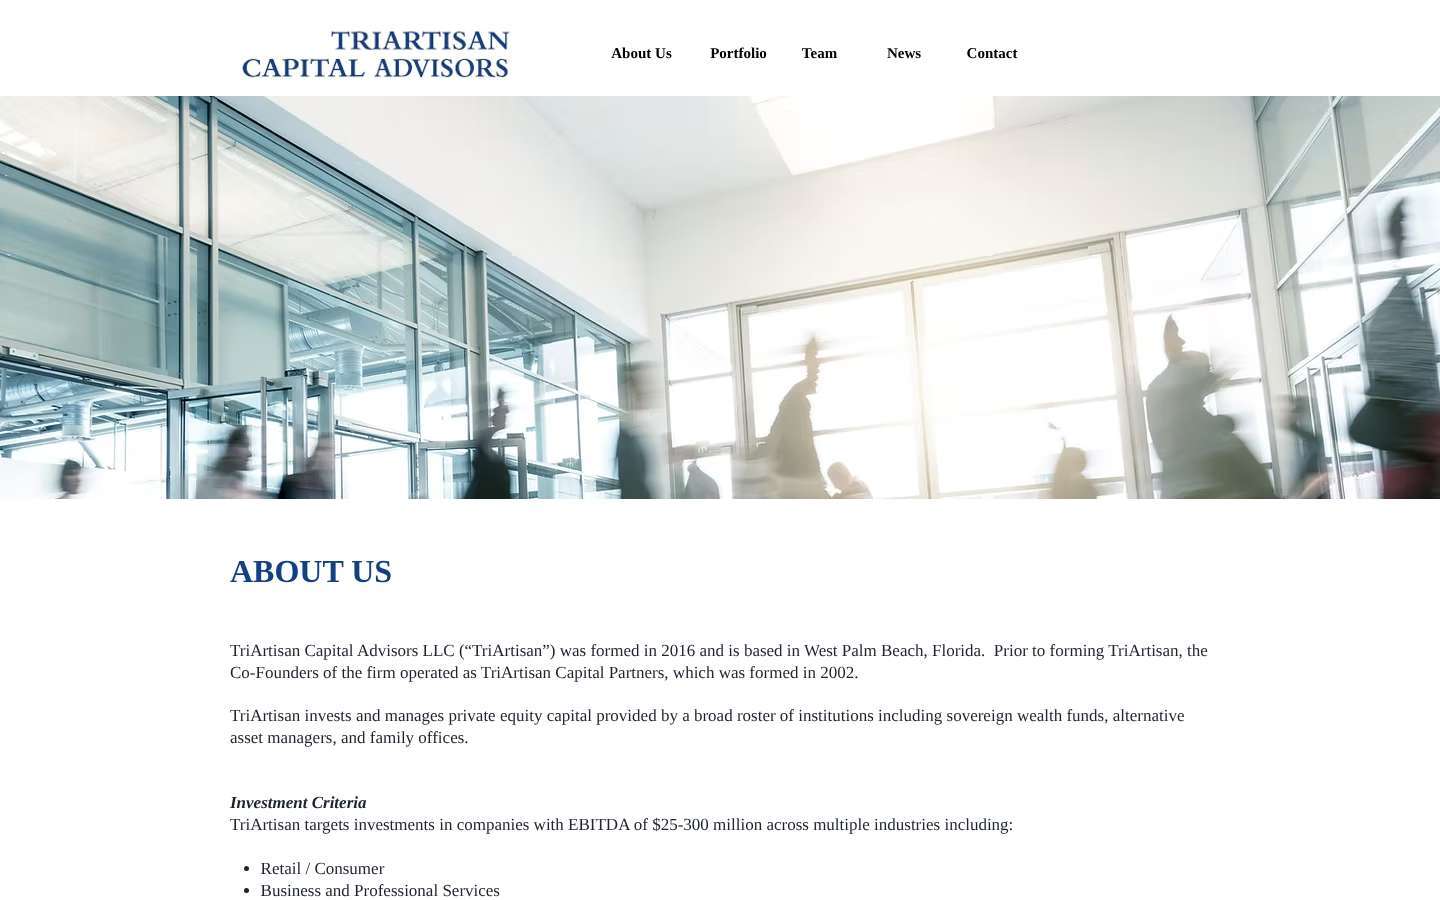 TRIARTISAN
CAPITAL ADVISORS
About Us
Portfolio
Team
News
Contact
ABOUT US
TriArtisan Capital Advisors LLC (“TriArtisan”) was formed in 2016 and is based in West Palm Beach, Florida.  Prior to forming TriArtisan, the
Co-Founders of the firm operated as TriArtisan Capital Partners, which was formed in 2002.
TriArtisan invests and manages private equity capital provided by a broad roster of institutions including sovereign wealth funds, alternative
asset managers, and family offices.
Investment Criteria
TriArtisan targets investments in companies with EBITDA of $25-300 million across multiple industries including:
• Retail / Consumer
• Business and Professional Services